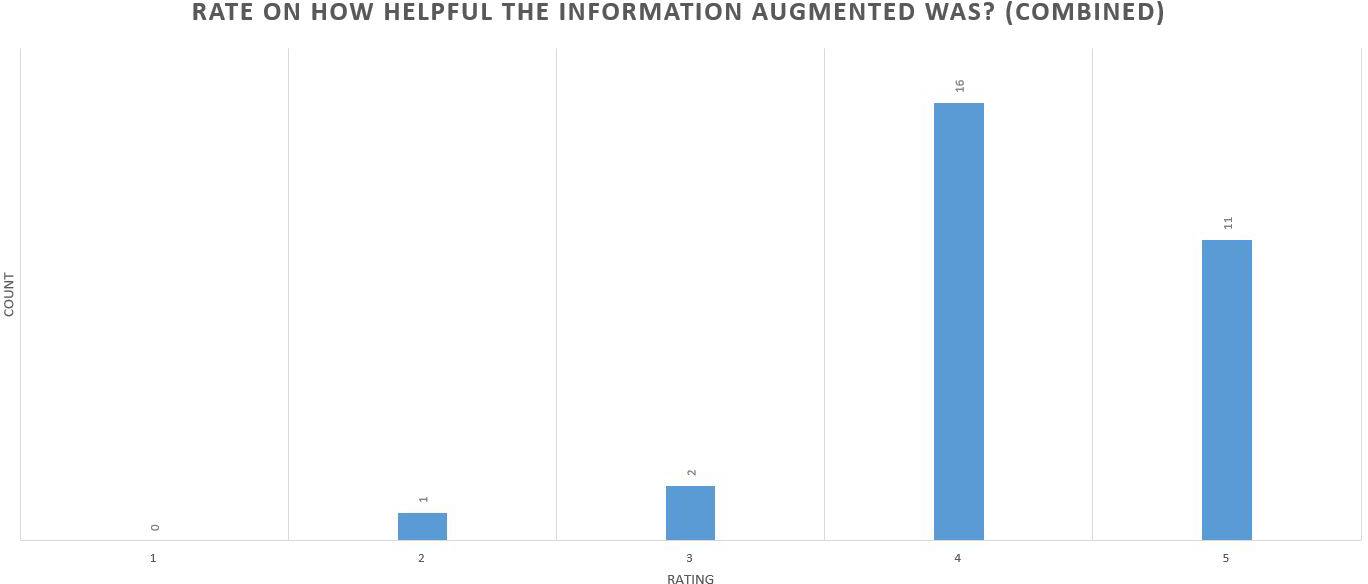 RATE ON HOW HELPFUL THE INFORMATION AUGMENTED WAS? (COMBINED)
COUNT
0
1
2
16
11
1 2 3 4 5
RATING